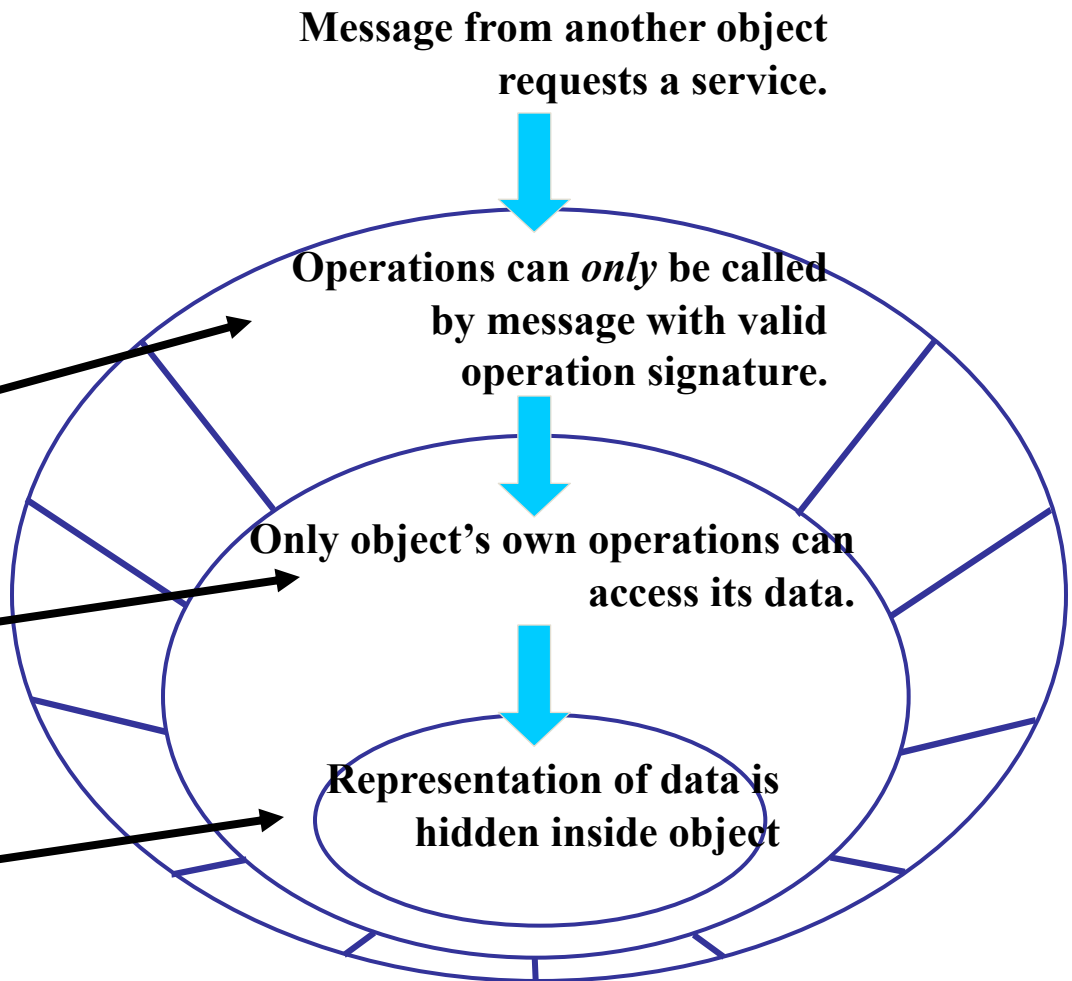 Message from another object
requests a service.
Operations can only be called
by message with valid
operation signature.
Only object’s own operations can
access its data.
Representation of data is
hidden inside object